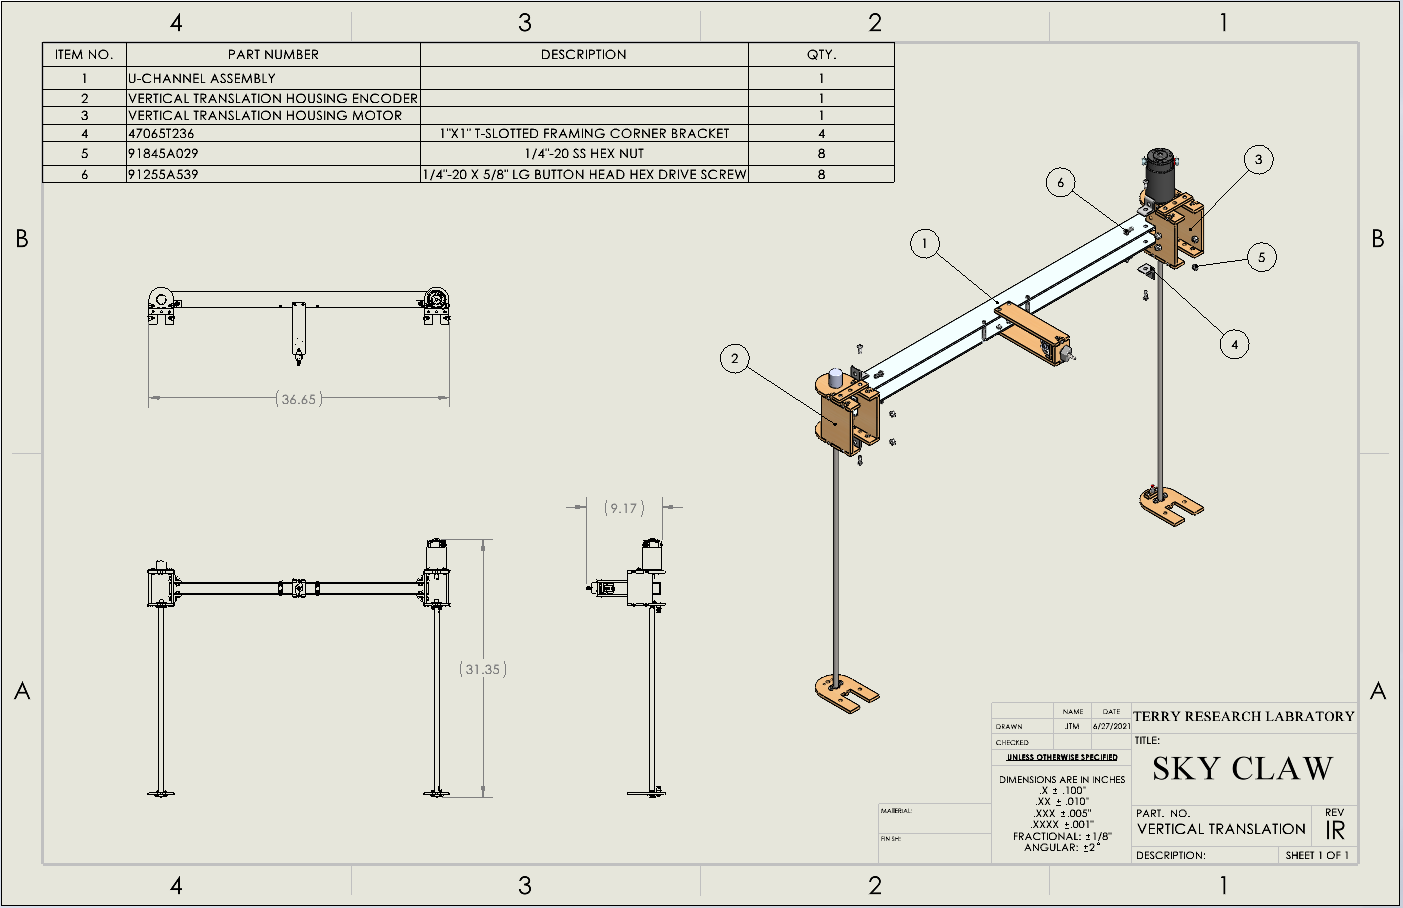 4 3 2 1
ITEM NO. PART NUMBER DESCRIPTION QTY.
1 U-CHANNEL ASSEMBLY 1
2 VERTICAL TRANSLATION HOUSING ENCODER 1
3 VERTICAL TRANSLATION HOUSING MOTOR 1
4 47065T236 1"X1" T-SLOTTED FRAMING CORNER BRACKET 4
5 91845A029 1/4"-20 SS HEX NUT 8
6 91255A539 1/4"-20 X 5/8" LG BUTTON HEAD HEX DRIVE SCREW 8
3
6
B
1
B
5
4
2
(36.65)
(9.17)
(31.35)
A
A
NAME DATE
DRAWN JTM 6/27/2021
CHECKED
UNLESS OTHERWISE SPECIFIED
DIMENSIONS ARE IN INCHES
.X ± .100"
.XX ± .010"
.XXX ±.005"
.XXXX ±.001"
FRACTIONAL: ±1/8"
ANGULAR: ±2°
MATERIAL:
FINISH:
TERRY RESEARCH LABRATORY
TITLE:
SKY CLAW
PART. NO.
VERTICAL TRANSLATION
REV
IR
DESCRIPTION:
SHEET 1 OF 1
4 3 2 1